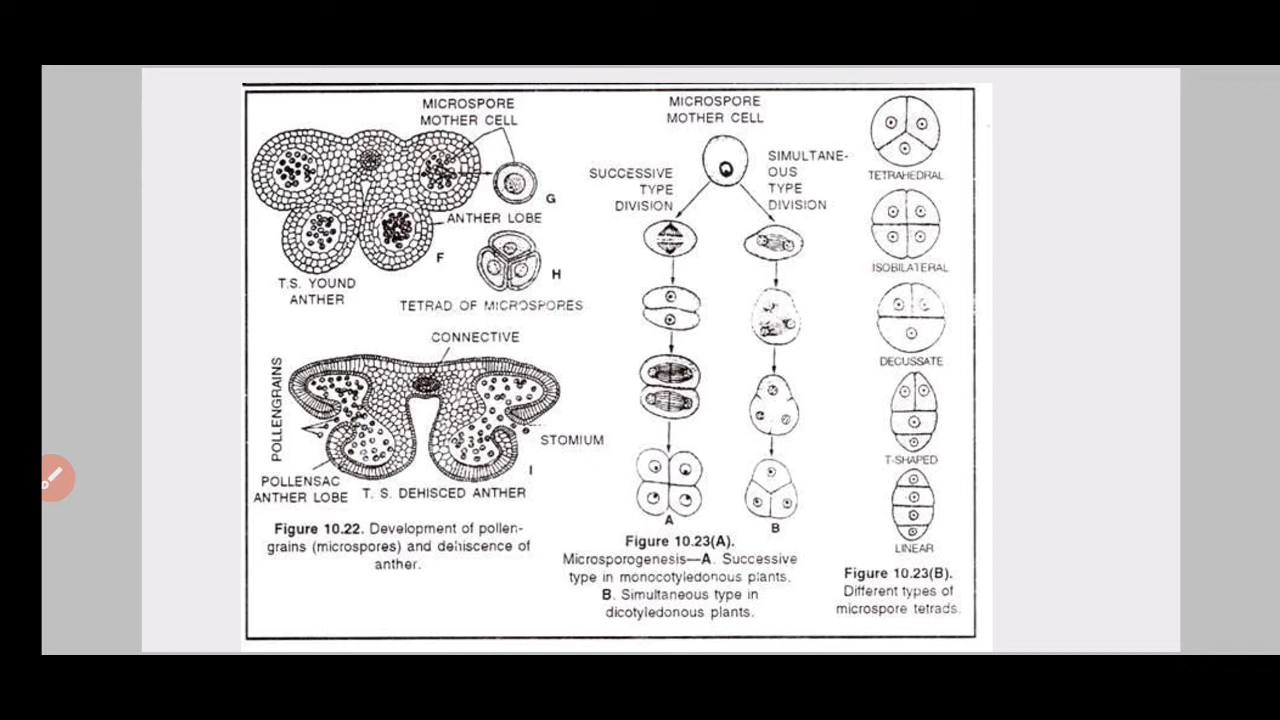 MICROSPORE
MOTHER CELL
G
ANTHER LOBE
F
H
T.S. YOUND
ANTHER
TETRAD OF MICROSPORES
CONNECTIVE
POLLENGRAINS
STOMIUM
I
POLLENSAC
ANTHER LOBE
T. S. DEHISCED ANTHER
Figure 10.22. Development of pollen-
grains (microspores) and dehiscence of
anther.
MICROSPORE
MOTHER CELL
SUCCESSIVE
TYPE
DIVISION
SIMULTANE-
OUS
TYPE
DIVISION
A
B
Figure 10.23(A).
Microsporogenesis—A. Successive
type in monocotyledonous plants.
B. Simultaneous type in
dicotyledonous plants.
TETRAHEDRAL
ISOBILATERAL
DECUSSATE
T-SHAPED
LINEAR
Figure 10.23(B).
Different types of
microspore tetrads.